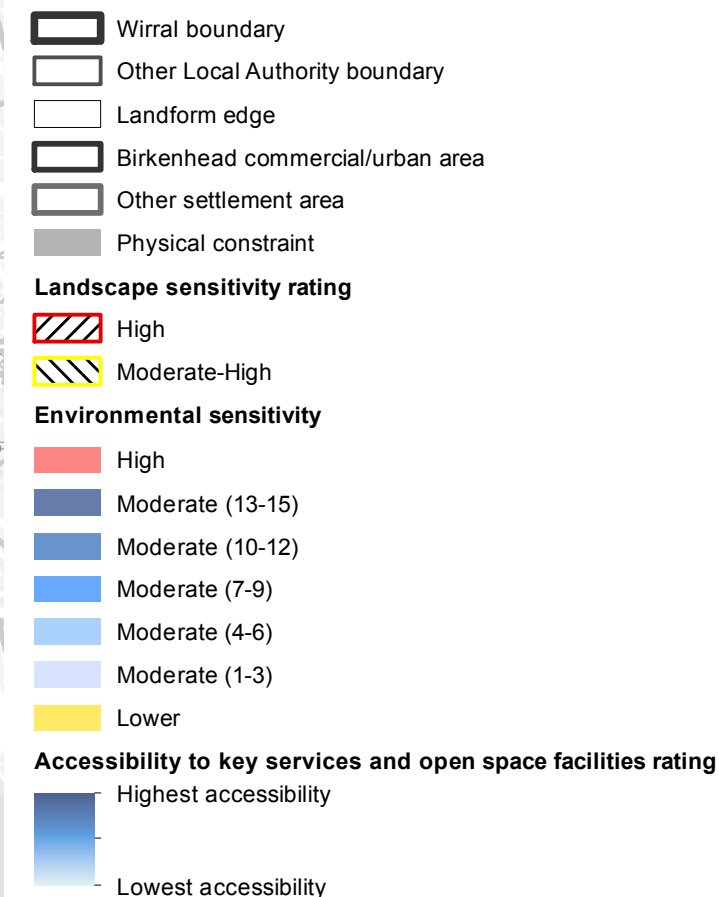 Wirral boundary
Other Local Authority boundary
Landform edge
Birkenhead commercial/urban area
Other settlement area
Physical constraint
Landscape sensitivity rating
High
Moderate-High
Environmental sensitivity
High
Moderate (13-15)
Moderate (10-12)
Moderate (7-9)
Moderate (4-6)
Moderate (1-3)
Lower
Accessibility to key services and open space facilities rating
Highest accessibility
Lowest accessibility